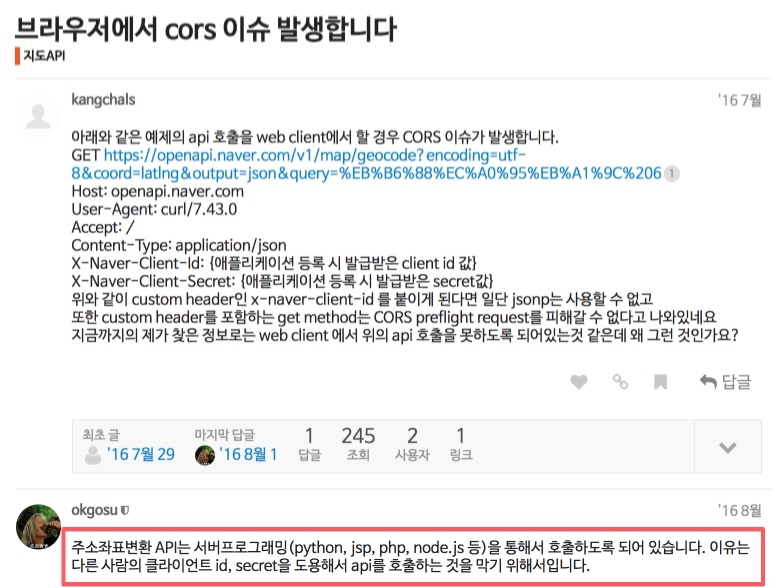 브라우저에서 cors 이슈 발생합니다
지도API
kangchals
'16 7월
아래와 같은 예제의 api 호출을 web client에서 할 경우 CORS 이슈가 발생합니다.
GET https://openapi.naver.com/v1/map/geocode?encoding=utf-
8&coord=latlng&output=json&query=%EB%B6%88%EC%A0%95%EB%A1%9C%206 1
Host: openapi.naver.com
User-Agent: curl/7.43.0
Accept: /
Content-Type: application/json
X-Naver-Client-Id: {애플리케이션 등록 시 발급받은 client id 값}
X-Naver-Client-Secret: {애플리케이션 등록 시 발급받은 secret값}
위와 같이 custom header인 x-naver-client-id 를 붙이게 된다면 일단 jsonp는 사용할 수 없고
또한 custom header를 포함하는 get method는 CORS preflight request를 피해갈 수 없다고 나와있네요
지금까지의 제가 찾은 정보로는 web client 에서 위의 api 호출을 못하도록 되어있는것 같은데 왜 그런 것인가요?
답글
최초 글 마지막 답글 1 245 2 1
'16 7월 29 '16 8월 1 답글 조회 사용자 링크
okgosu
'16 8월
주소좌표변환 API는 서버프로그래밍(python, jsp, php, node.js 등)을 통해서 호출하도록 되어 있습니다. 이유는
다른 사람의 클라이언트 id, secret을 도용해서 api를 호출하는 것을 막기 위해서입니다.